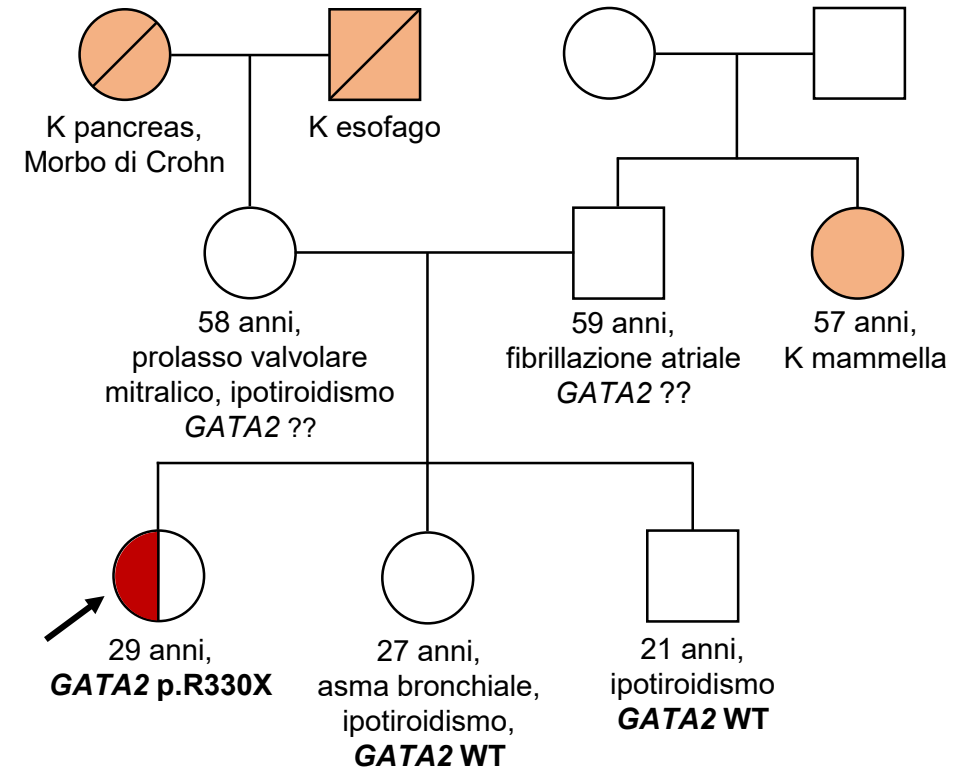 K pancreas,
Morbo di Crohn
K esofago
58 anni,
prolasso valvolare
mitralico, ipotiroidismo
GATA2 ??
59 anni,
fibrillazione atriale
GATA2 ??
57 anni,
K mammella
29 anni,
GATA2 p.R330X
27 anni,
asma bronchiale,
ipotiroidismo,
GATA2 WT
21 anni,
ipotiroidismo
GATA2 WT